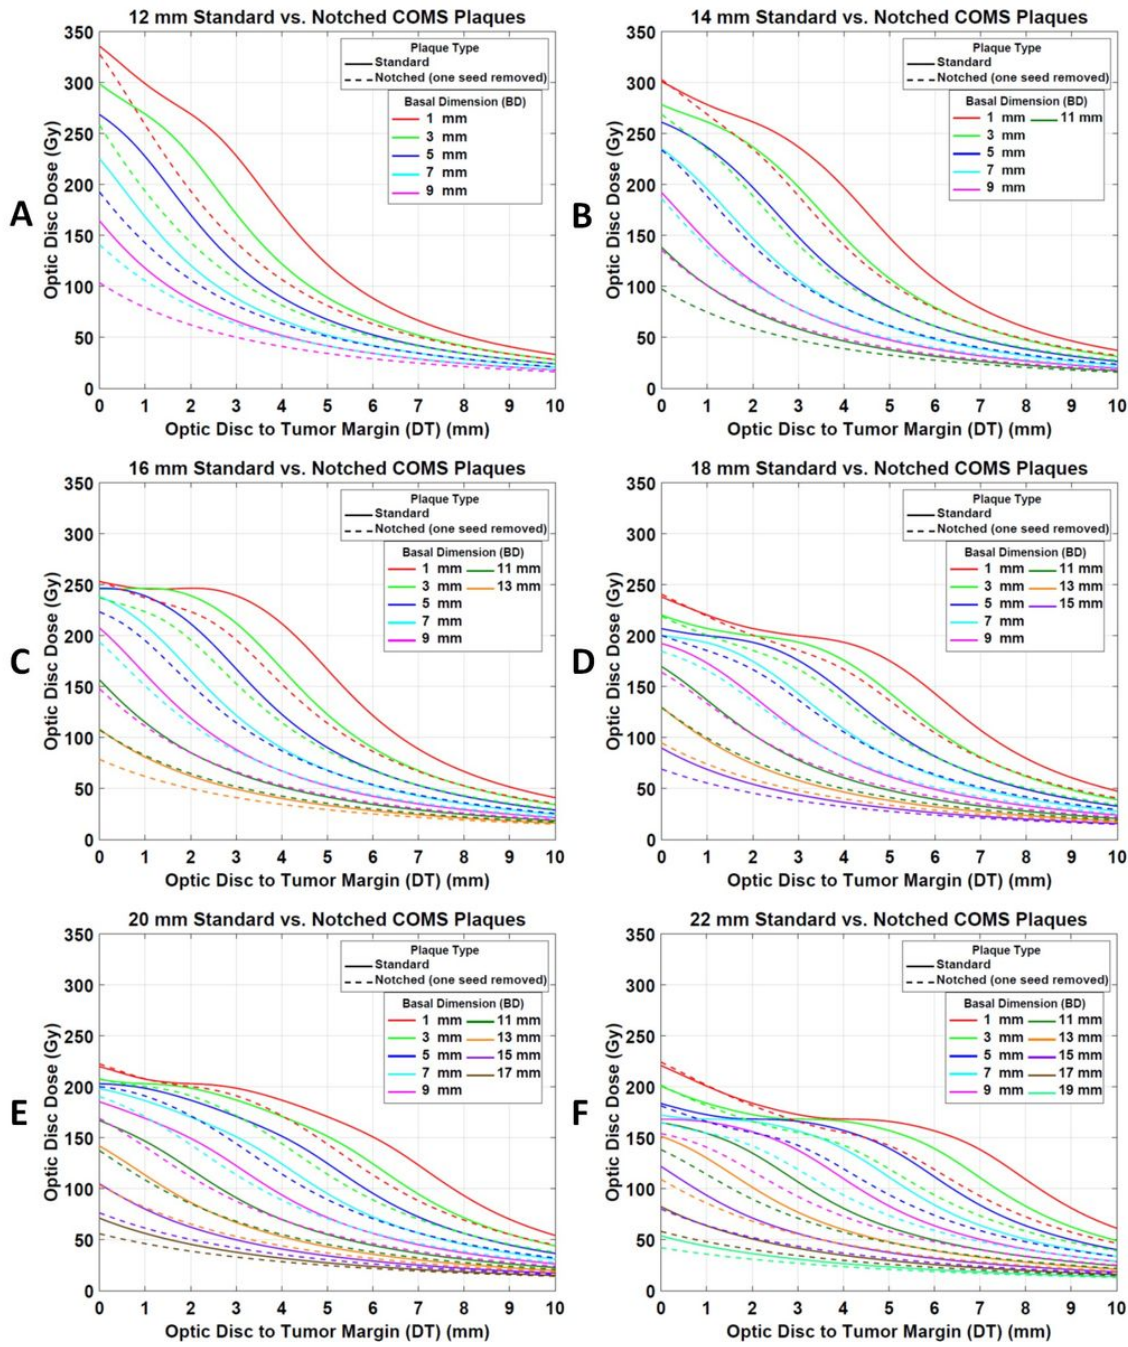 12 mm Standard vs. Notched COMS Plaques
350
300
250
200
150
100
50
0
Optic Disc Dose (Gy)
A
Plaque Type
Standard
Notched (one seed removed)
Basal Dimension (BD)
1 mm
3 mm
5 mm
7 mm
9 mm
0 1 2 3 4 5 6 7 8 9 10
Optic Disc to Tumor Margin (DT) (mm)
14 mm Standard vs. Notched COMS Plaques
350
300
250
200
150
100
50
0
Optic Disc Dose (Gy)
B
Plaque Type
Standard
Notched (one seed removed)
Basal Dimension (BD)
1 mm 11 mm
3 mm
5 mm
7 mm
9 mm
0 1 2 3 4 5 6 7 8 9 10
Optic Disc to Tumor Margin (DT) (mm)
16 mm Standard vs. Notched COMS Plaques
350
300
250
200
150
100
50
0
Optic Disc Dose (Gy)
C
Plaque Type
Standard
Notched (one seed removed)
Basal Dimension (BD)
1 mm 11 mm
3 mm 13 mm
5 mm
7 mm
9 mm
0 1 2 3 4 5 6 7 8 9 10
Optic Disc to Tumor Margin (DT) (mm)
18 mm Standard vs. Notched COMS Plaques
350
300
250
200
150
100
50
0
Optic Disc Dose (Gy)
D
Plaque Type
Standard
Notched (one seed removed)
Basal Dimension (BD)
1 mm 11 mm
3 mm 13 mm
5 mm 15 mm
7 mm
9 mm
0 1 2 3 4 5 6 7 8 9 10
Optic Disc to Tumor Margin (DT) (mm)
20 mm Standard vs. Notched COMS Plaques
350
300
250
200
150
100
50
0
Optic Disc Dose (Gy)
E
Plaque Type
Standard
Notched (one seed removed)
Basal Dimension (BD)
1 mm 11 mm
3 mm 13 mm
5 mm 15 mm
7 mm 17 mm
9 mm
0 1 2 3 4 5 6 7 8 9 10
Optic Disc to Tumor Margin (DT) (mm)
22 mm Standard vs. Notched COMS Plaques
350
300
250
200
150
100
50
0
Optic Disc Dose (Gy)
F
Plaque Type
Standard
Notched (one seed removed)
Basal Dimension (BD)
1 mm 11 mm
3 mm 13 mm
5 mm 15 mm
7 mm 17 mm
9 mm 19 mm
0 1 2 3 4 5 6 7 8 9 10
Optic Disc to Tumor Margin (DT) (mm)